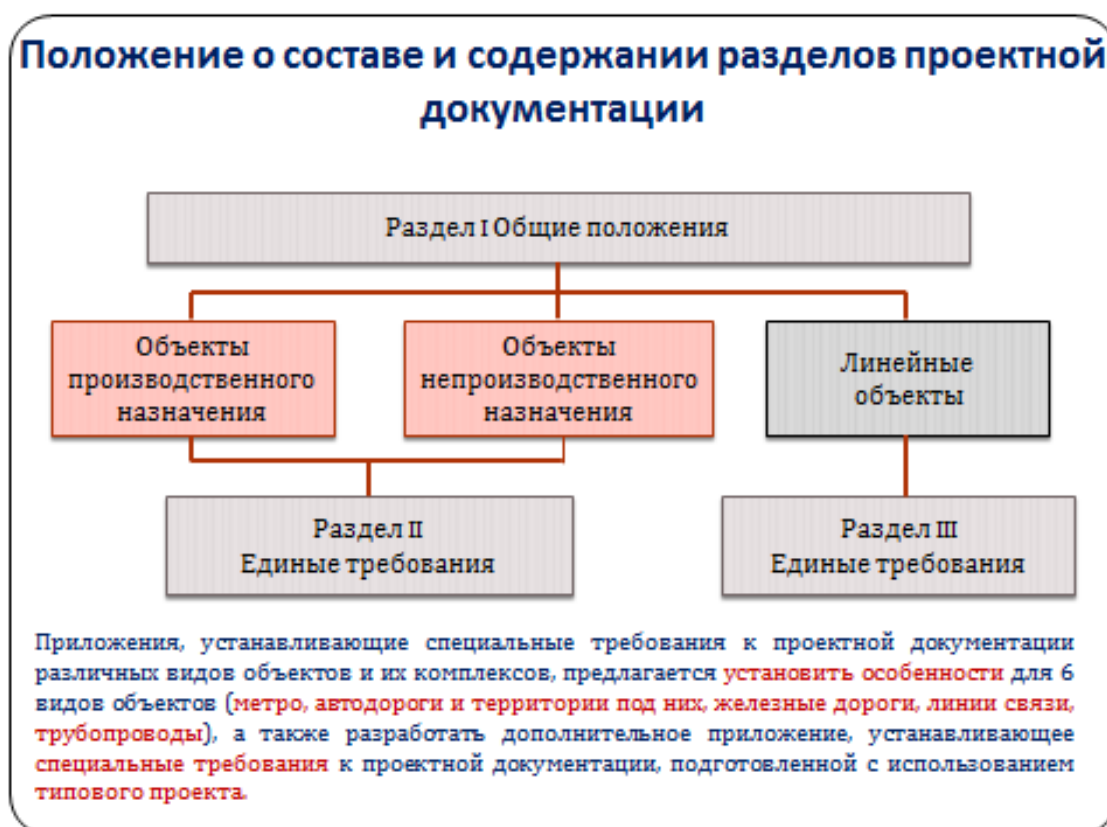 Положение о составе и содержании разделов проектной
документации
Раздел I Общие положения
Объекты
производственного
назначения
Объекты
непроизводственного
назначения
Линейные
объекты
Раздел II
Единые требования
Раздел III
Единые требования
Приложения, устанавливающие специальные требования к проектной документации
различных видов объектов и их комплексов, предлагается установить особенности для 6
видов объектов (метро, автодороги и территории под них, железные дороги, линии связи,
трубопроводы), а также разработать дополнительное приложение, устанавливающее
специальные требования к проектной документации, подготовленной с использованием
типового проекта.